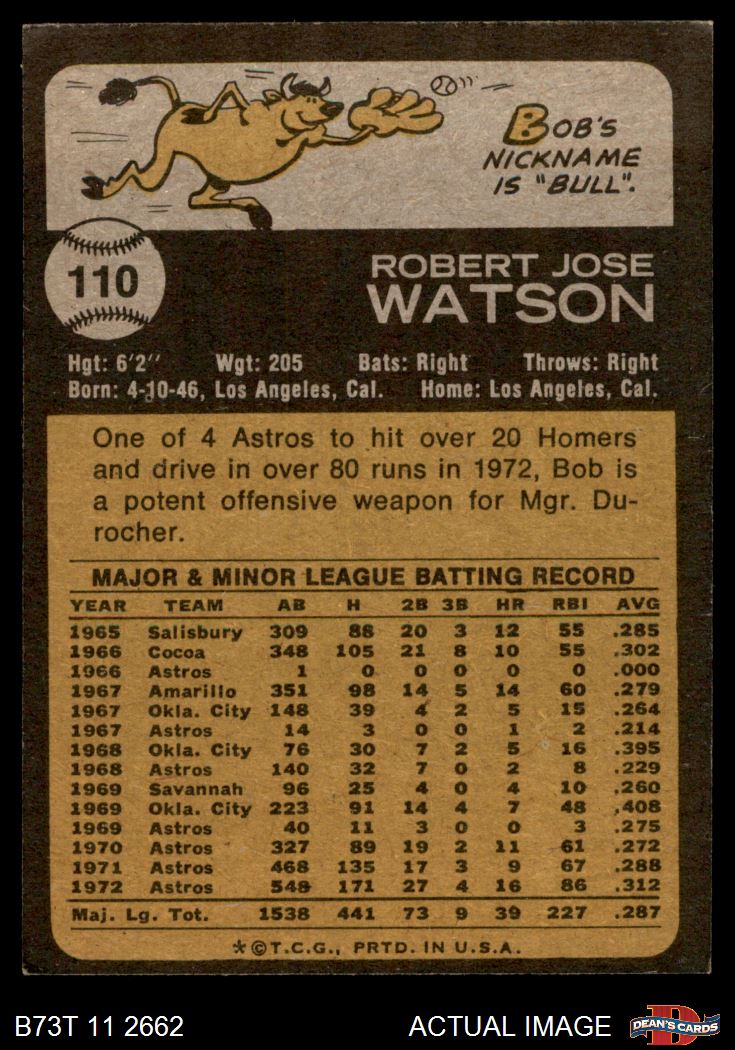 BOB'S
NICKNAME
IS "BULL".
110
ROBERT JOSE
WATSON
Hgt: 6'2" Wgt: 205 Bats: Right Throws: Right
Born: 4-10-46, Los Angeles, Cal. Home: Los Angeles, Cal.
One of 4 Astros to hit over 20 Homers
and drive in over 80 runs in 1972, Bob is
a potent offensive weapon for Mgr. Du-
rocher.
MAJOR & MINOR LEAGUE BATTING RECORD
YEAR TEAM AB H 2B 3B HR RBI AVG
1965 Salisbury 309 88 20 3 12 55 .285
1966 Cocoa 348 105 21 8 10 55 .302
1966 Astros 1 0 0 0 0 0 .000
1967 Amarillo 351 98 14 5 14 60 .279
1967 Okla. City 148 39 4 2 5 15 .264
1967 Astros 14 3 0 0 1 2 .214
1968 Okla. City 76 30 7 2 5 16 .395
1968 Astros 140 32 7 0 2 8 .229
1969 Savannah 96 25 4 0 4 10 .260
1969 Okla. City 223 91 14 4 7 48 .408
1969 Astros 40 11 3 0 0 3 .275
1970 Astros 327 89 19 2 11 61 .272
1971 Astros 468 135 17 3 9 67 .288
1972 Astros 548 171 27 4 16 86 .312
Maj. Lg. Tot. 1538 441 73 9 39 227 .287
*©T.C.G., PRTD. IN U.S.A.
B73T 11 2662 ACTUAL IMAGE DEAN'S CARDS